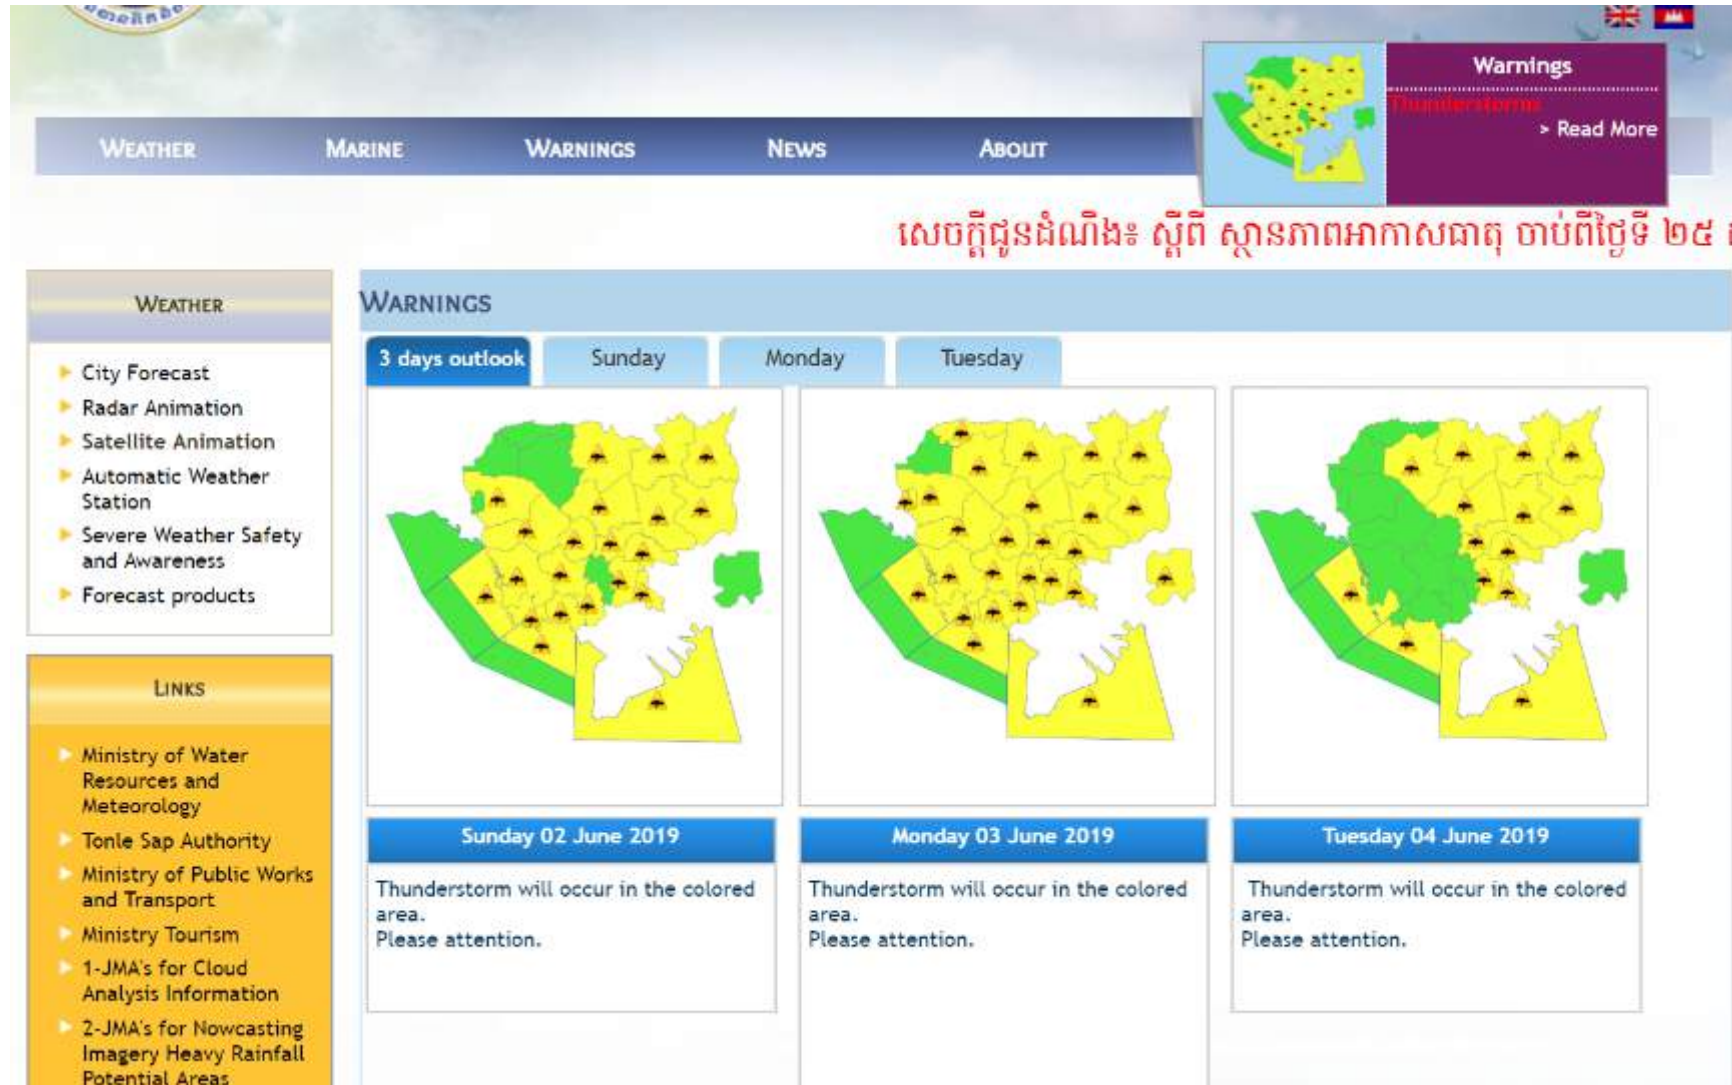 Warnings
Thunderstorms
> Read More
WEATHER
MARINE
WARNINGS
NEWS
ABOUT
សេចក្តីជូនដំណឹង៖ ស្តីពី ស្ថានភាពអាកាសធាតុ ចាប់ពីថ្ងៃទី ២៥
WEATHER
City Forecast
Radar Animation
Satellite Animation
Automatic Weather
Station
Severe Weather Safety
and Awareness
Forecast products
LINKS
Ministry of Water
Resources and
Meteorology
Tonle Sap Authority
Ministry of Public Works
and Transport
Ministry Tourism
1-JMA's for Cloud
Analysis Information
2-JMA's for Nowcasting
Imagery Heavy Rainfall
Potential Areas
WARNINGS
3 days outlook
Sunday
Monday
Tuesday
Sunday 02 June 2019
Thunderstorm will occur in the colored
area.
Please attention.
Monday 03 June 2019
Thunderstorm will occur in the colored
area.
Please attention.
Tuesday 04 June 2019
Thunderstorm will occur in the colored
area.
Please attention.